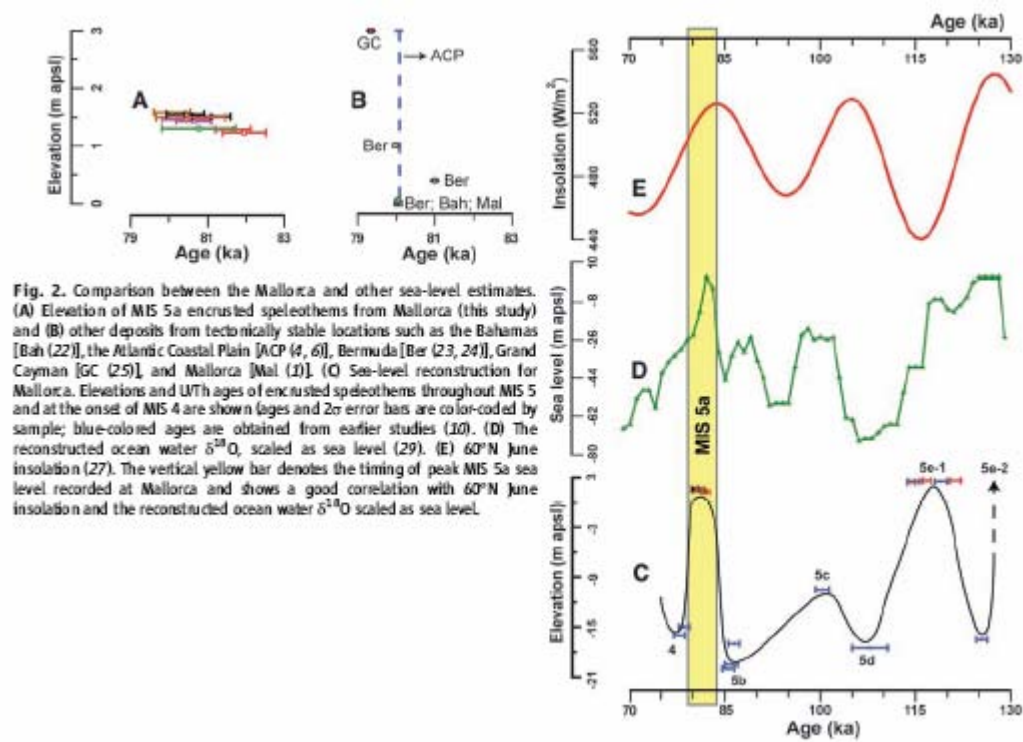 Age (ka)
70 85 100 115 130
3
2
1
0
Elevation (m apsl)
A
79 81 83
Age (ka)
B
GC
ACP
Ber
Ber
Ber; Bah; Mal
79 81 83
Age (ka)
560
520
480
440
Insolation (W/m²)
E
10
-8
-26
-44
-62
-80
Sea level (m apsl)
D
MIS 5a
3
-3
-9
-15
-21
Elevation (m apsl)
C
4
5b
5c
5d
5e-1
5e-2
70 85 100 115 130
Age (ka)
Fig. 2. Comparison between the Mallorca and other sea-level estimates.
(A) Elevation of MIS 5a encrusted speleothems from Mallorca (this study)
and (B) other deposits from tectonically stable locations such as the Bahamas
[Bah (22)], the Atlantic Coastal Plain [ACP (4, 6)], Bermuda [Ber (23, 24)], Grand
Cayman [GC (25)], and Mallorca [Mal (1)]. (C) Sea-level reconstruction for
Mallorca. Elevations and U/Th ages of encrusted speleothems throughout MIS 5
and at the onset of MIS 4 are shown (ages and 2σ error bars are color-coded by
sample; blue-colored ages are obtained from earlier studies (10). (D) The
reconstructed ocean water δ¹⁸O, scaled as sea level (29). (E) 60°N June
insolation (27). The vertical yellow bar denotes the timing of peak MIS 5a sea
level recorded at Mallorca and shows a good correlation with 60°N June
insolation and the reconstructed ocean water δ¹⁸O scaled as sea level.